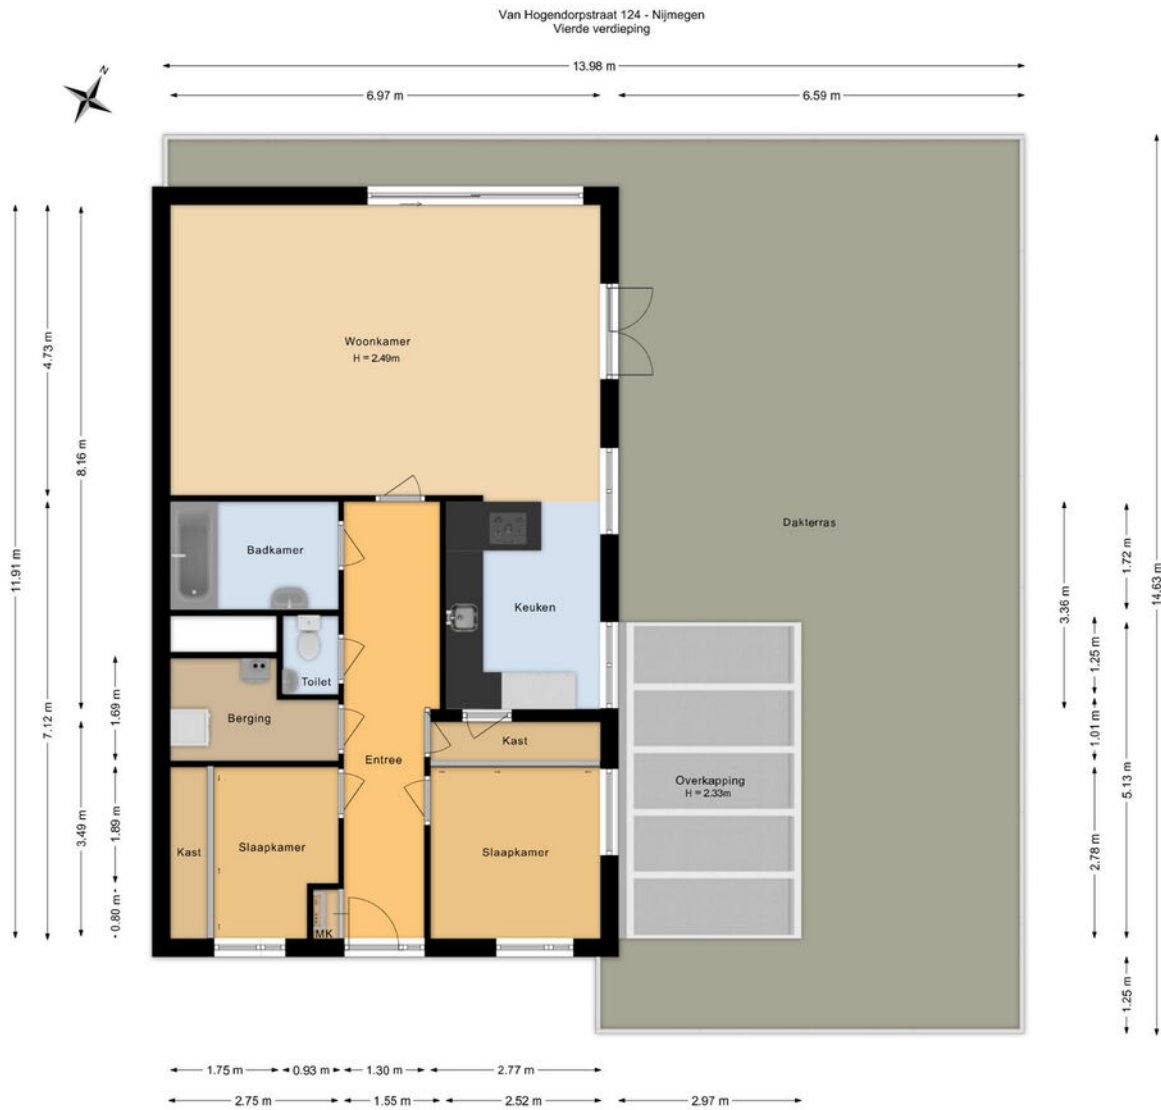 Van Hogendorpstraat 124 - Nijmegen
Vierde verdieping
13.98 m
6.97 m
6.59 m
N
Woonkamer
H = 2.49m
4.73 m
8.16 m
11.91 m
7.12 m
Badkamer
Keuken
Dakterras
Toilet
Berging
Entree
Kast
Overkapping
H = 2.33m
Kast
Slaapkamer
Slaapkamer
MK
1.69 m
1.89 m
0.80 m
3.49 m
3.36 m
1.72 m
1.25 m
1.01 m
2.78 m
5.13 m
1.25 m
14.63 m
1.75 m
0.93 m
1.30 m
2.77 m
2.75 m
1.55 m
2.52 m
2.97 m